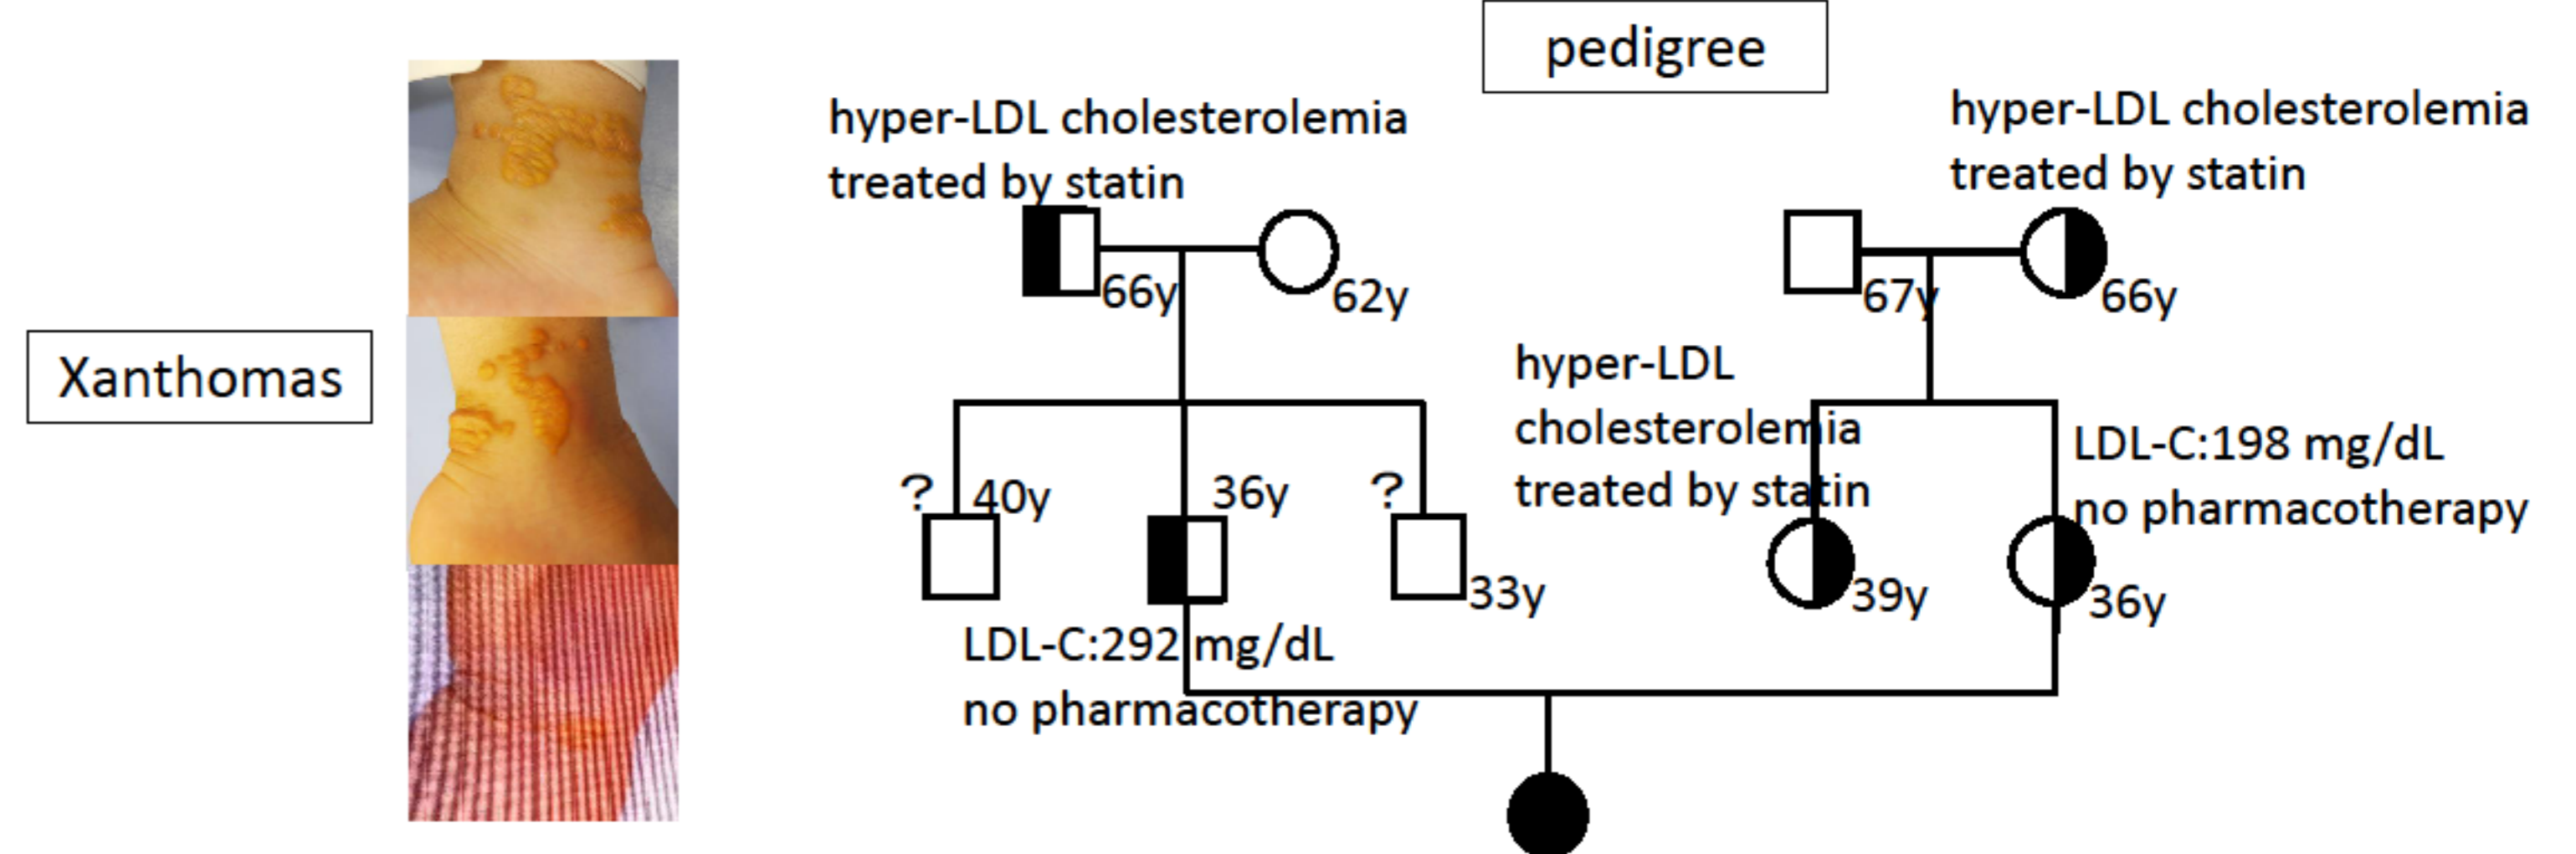 pedigree
hyper-LDL cholesterolemia
treated by statin
hyper-LDL cholesterolemia
treated by statin
66y
62y
67y
66y
Xanthomas
hyper-LDL
cholesterolemia
treated by statin
LDL-C:198 mg/dL
no pharmacotherapy
? 40y
36y
?
33y
39y
36y
LDL-C:292 mg/dL
no pharmacotherapy